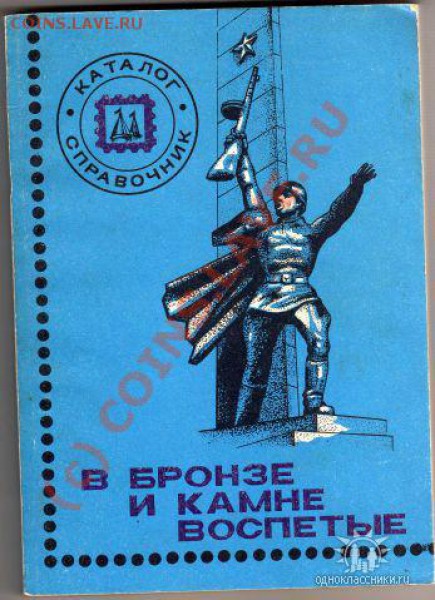 COINS.LAVE.RU
• КАТАЛОГ •
СПРАВОЧНИК
(c) COINS.LAVE.RU
В БРОНЗЕ
И КАМНЕ
ВОСПЕТЫЕ
одноклассники.ru